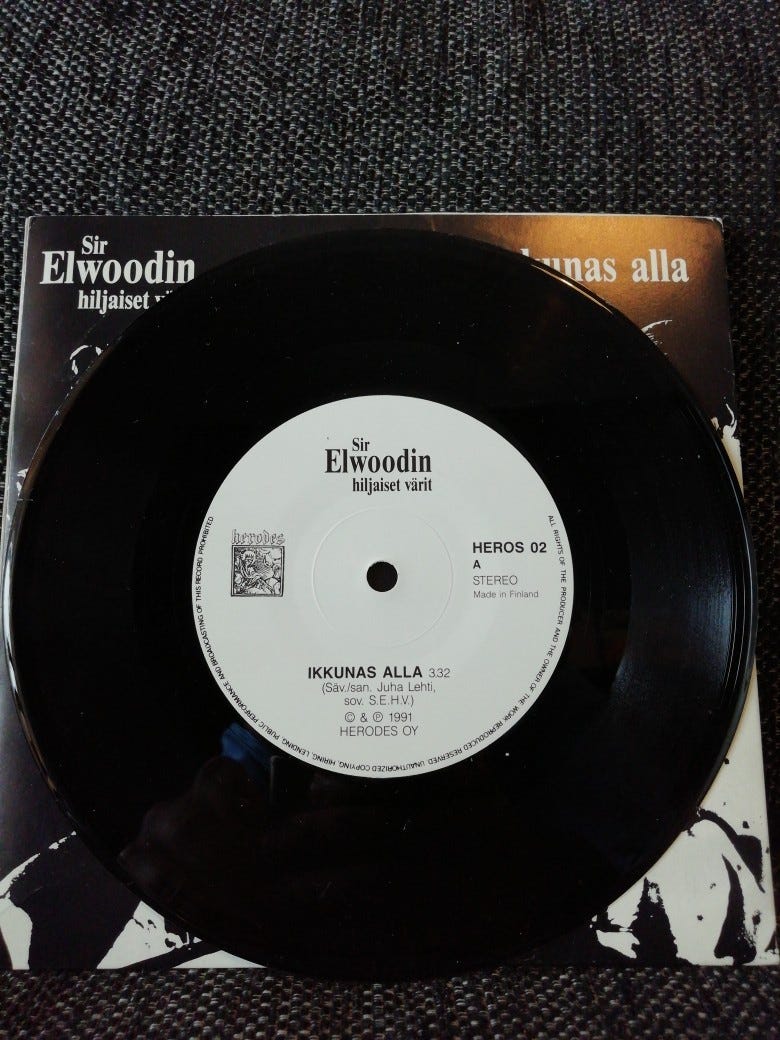 Sir
Elwoodin
hiljaiset
kunas alla
Sir
Elwoodin
hiljaiset värit
herodes
HEROS 02
A
STEREO
Made in Finland
IKKUNAS ALLA 3.32
(Säv./san. Juha Lehti,
sov. S.E.H.V.)
© & ℗ 1991
HERODES OY
ALL RIGHTS OF THE PRODUCER AND THE OWNER OF THE WORK REPRODUCED RESERVED. UNAUTHORIZED COPYING, HIRING, LENDING, PUBLIC PERFORMANCE AND BROADCASTING OF THIS RECORD PROHIBITED